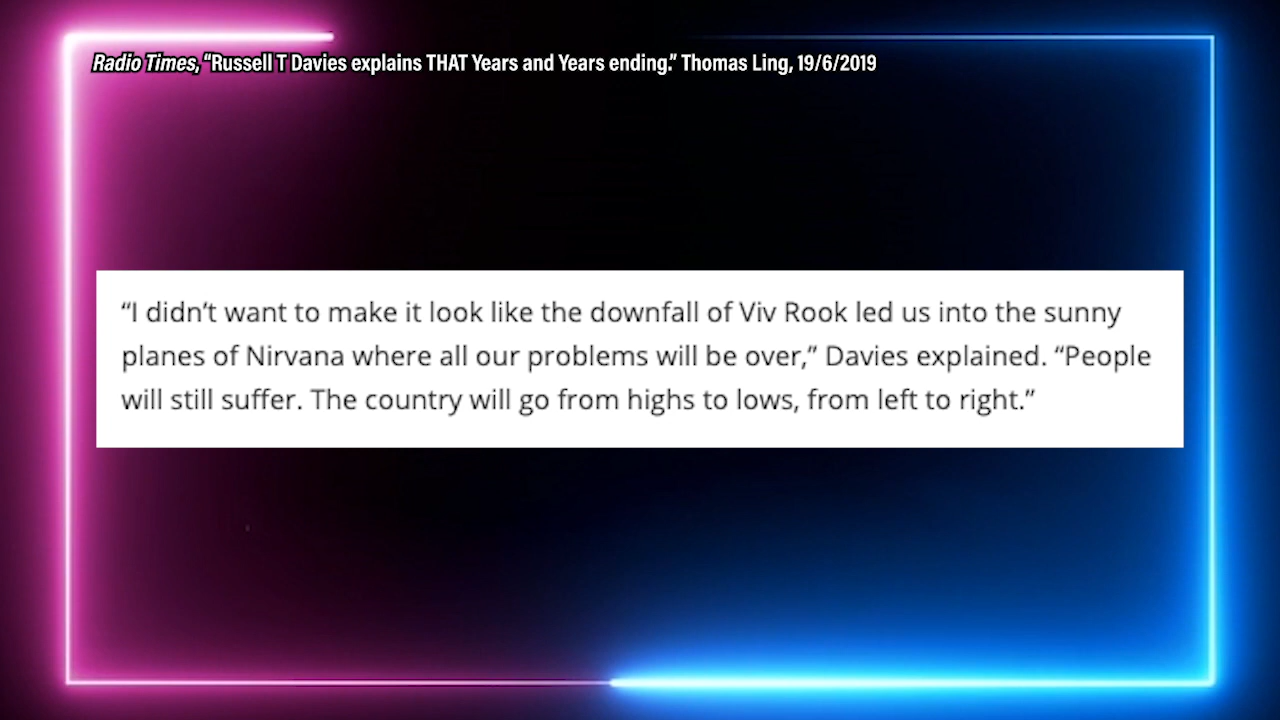 Radio Times, “Russell T Davies explains THAT Years and Years ending.” Thomas Ling, 19/6/2019
“I didn’t want to make it look like the downfall of Viv Rook led us into the sunny
planes of Nirvana where all our problems will be over,” Davies explained. “People
will still suffer. The country will go from highs to lows, from left to right.”